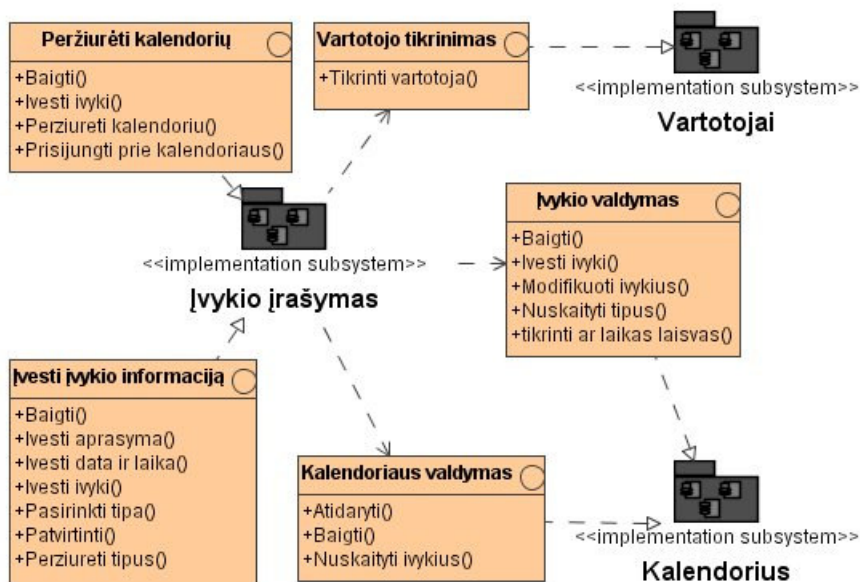 Peržiurėti kalendorių
+Baigti()
+Ivesti ivyki()
+Perziureti kalendoriu()
+Prisijungti prie kalendoriaus()
Vartotojo tikrinimas
+Tikrinti vartotoja()
<<implementation subsystem>>
Vartotojai
<<implementation subsystem>>
Įvykio įrašymas
Įvykio valdymas
+Baigti()
+Ivesti ivyki()
+Modifikuoti ivykius()
+Nuskaityti tipus()
+tikrinti ar laikas laisvas()
Įvesti įvykio informaciją
+Baigti()
+Ivesti aprasyma()
+Ivesti data ir laika()
+Ivesti ivyki()
+Pasirinkti tipa()
+Patvirtinti()
+Perziureti tipus()
Kalendoriaus valdymas
+Atidaryti()
+Baigti()
+Nuskaityti ivykius()
<<implementation subsystem>>
Kalendorius